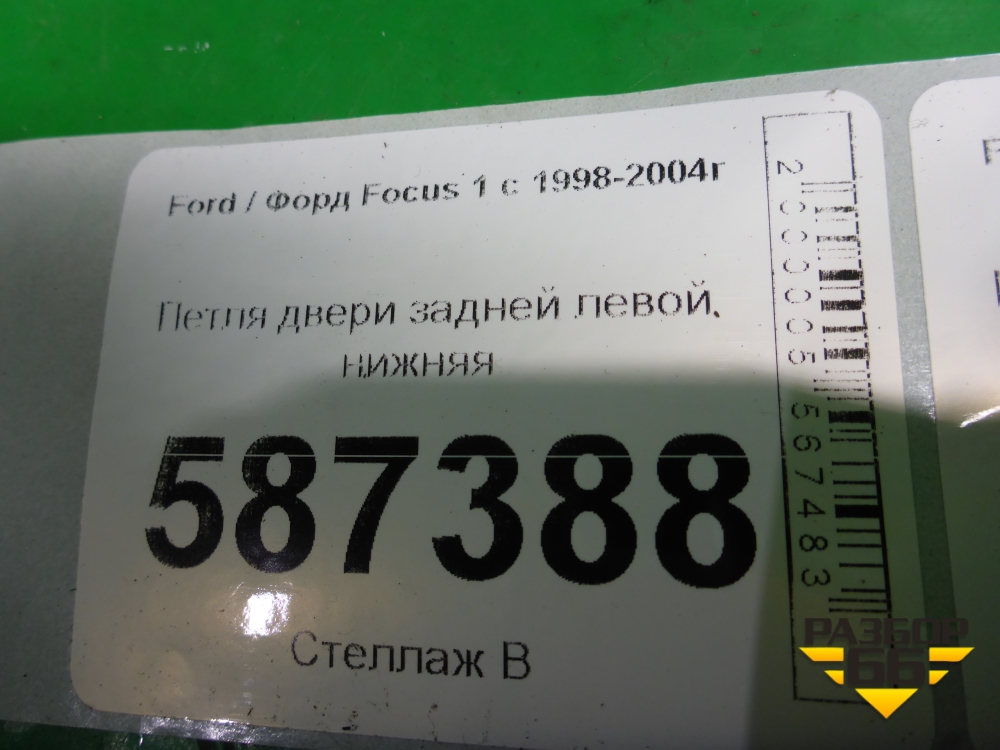 Ford / Форд Focus 1 с 1998-2004г
Петля двери задней левой,
нижняя
587388
Стеллаж В
2000005567483
РАЗБОР
66